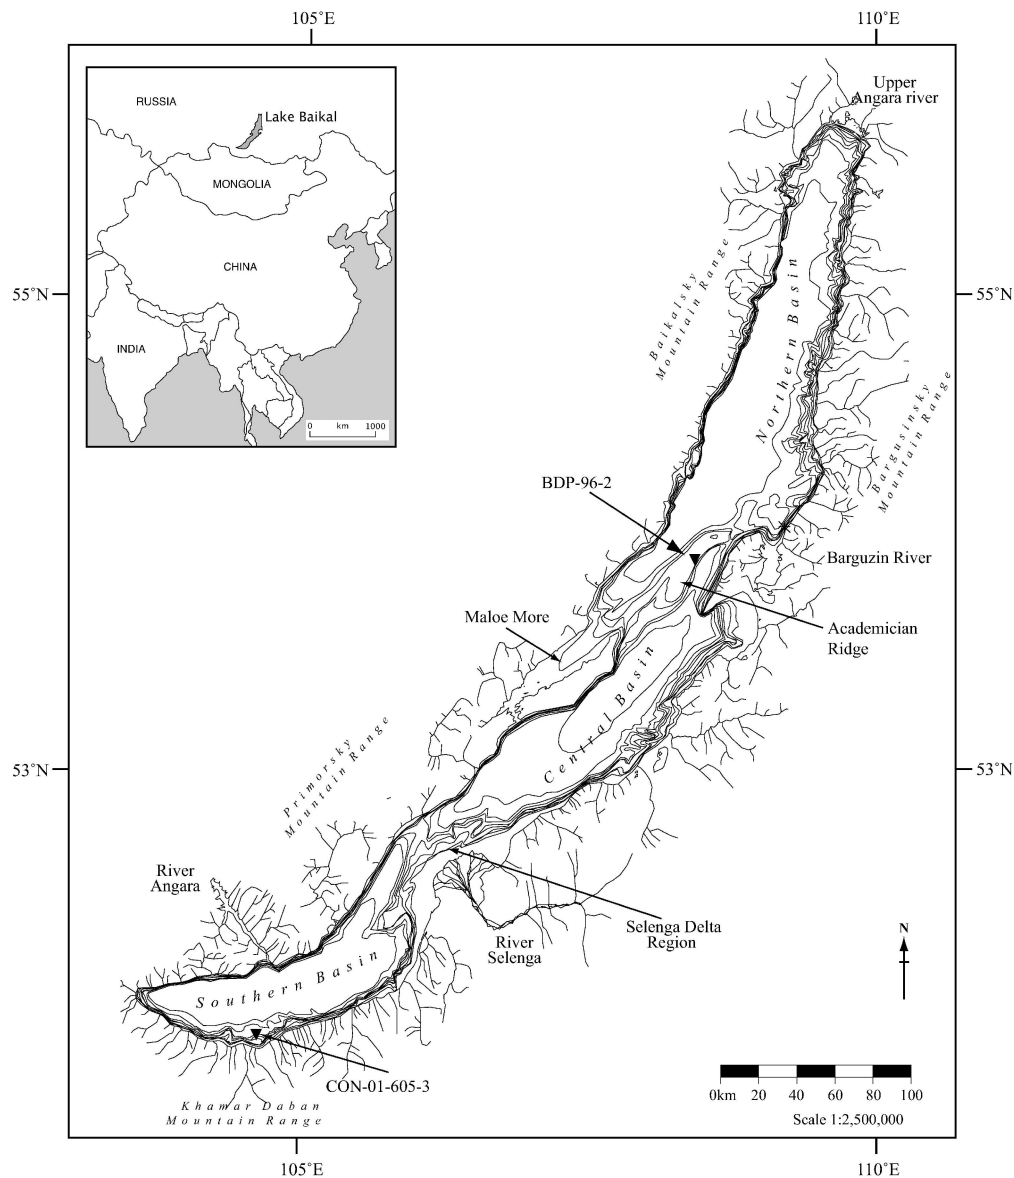 105°E
110°E
RUSSIA
Lake Baikal
MONGOLIA
CHINA
INDIA
0 km 1000
Upper
Angara river
55°N
55°N
Baikalsky
Mountain Range
Northern Basin
Bargusinsky
Mountain Range
BDP-96-2
Barguzin River
Maloe More
Academician
Ridge
Central Basin
53°N
53°N
Primorsky
Mountain Range
River
Angara
Selenga Delta
Region
River
Selenga
N
Southern Basin
CON-01-605-3
Khamar Daban
Mountain Range
0km 20 40 60 80 100
Scale 1:2,500,000
105°E
110°E